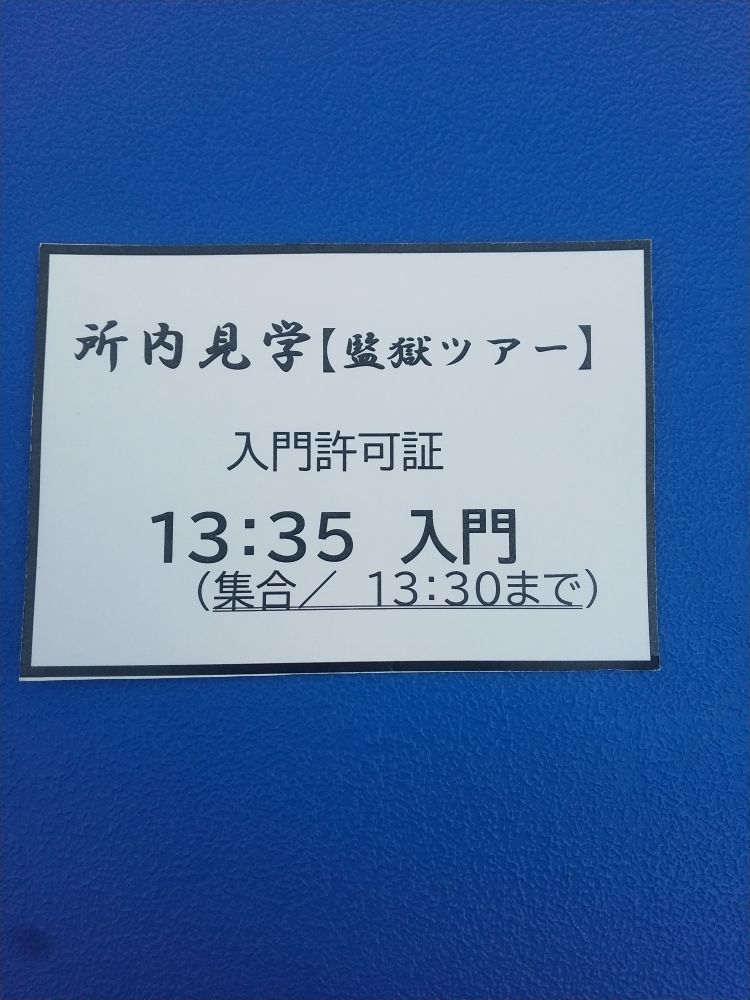 所内見学【監獄ツアー】
入門許可証
13:35 入門
(集合／ 13:30まで)